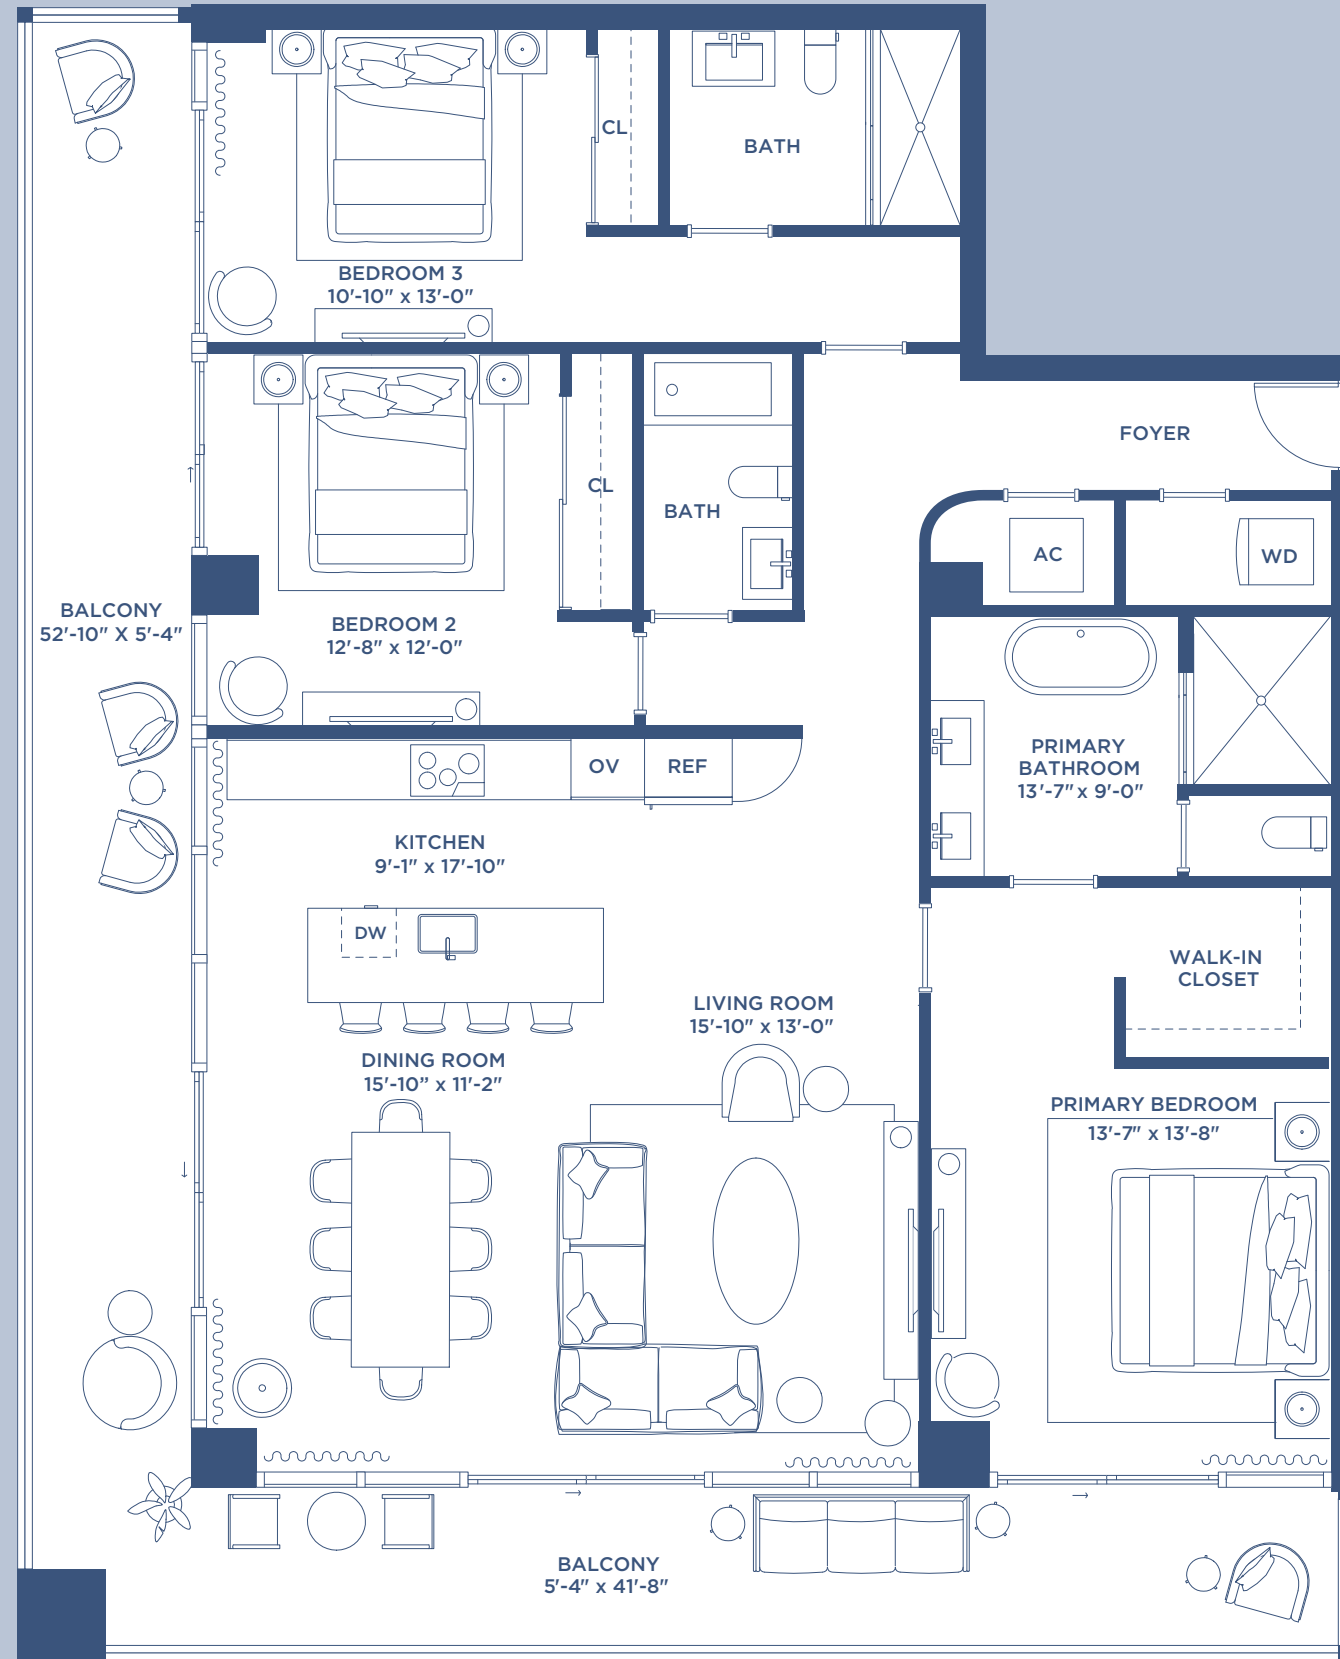 CL
BATH
BEDROOM 3
10'-10" x 13'-0"
FOYER
CL
BATH
AC
WD
BALCONY
52'-10" X 5'-4"
BEDROOM 2
12'-8" x 12'-0"
OV
REF
PRIMARY
BATHROOM
13'-7" x 9'-0"
KITCHEN
9'-1" x 17'-10"
DW
WALK-IN
CLOSET
LIVING ROOM
15'-10" x 13'-0"
DINING ROOM
15'-10” x 11'-2"
PRIMARY BEDROOM
13'-7" x 13'-8"
BALCONY
5'-4" x 41'-8"